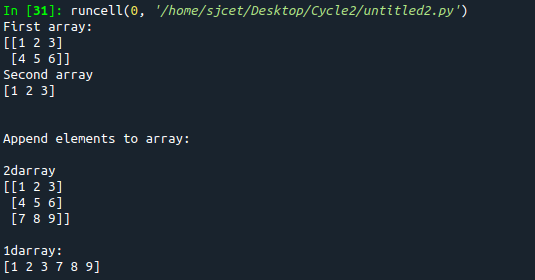 In [31]: runcell(0, '/home/sjcet/Desktop/Cycle2/untitled2.py')
First array:
[[1 2 3]
 [4 5 6]]
Second array
[1 2 3]
Append elements to array:
2darray
[[1 2 3]
 [4 5 6]
 [7 8 9]]
1darray:
[1 2 3 7 8 9]